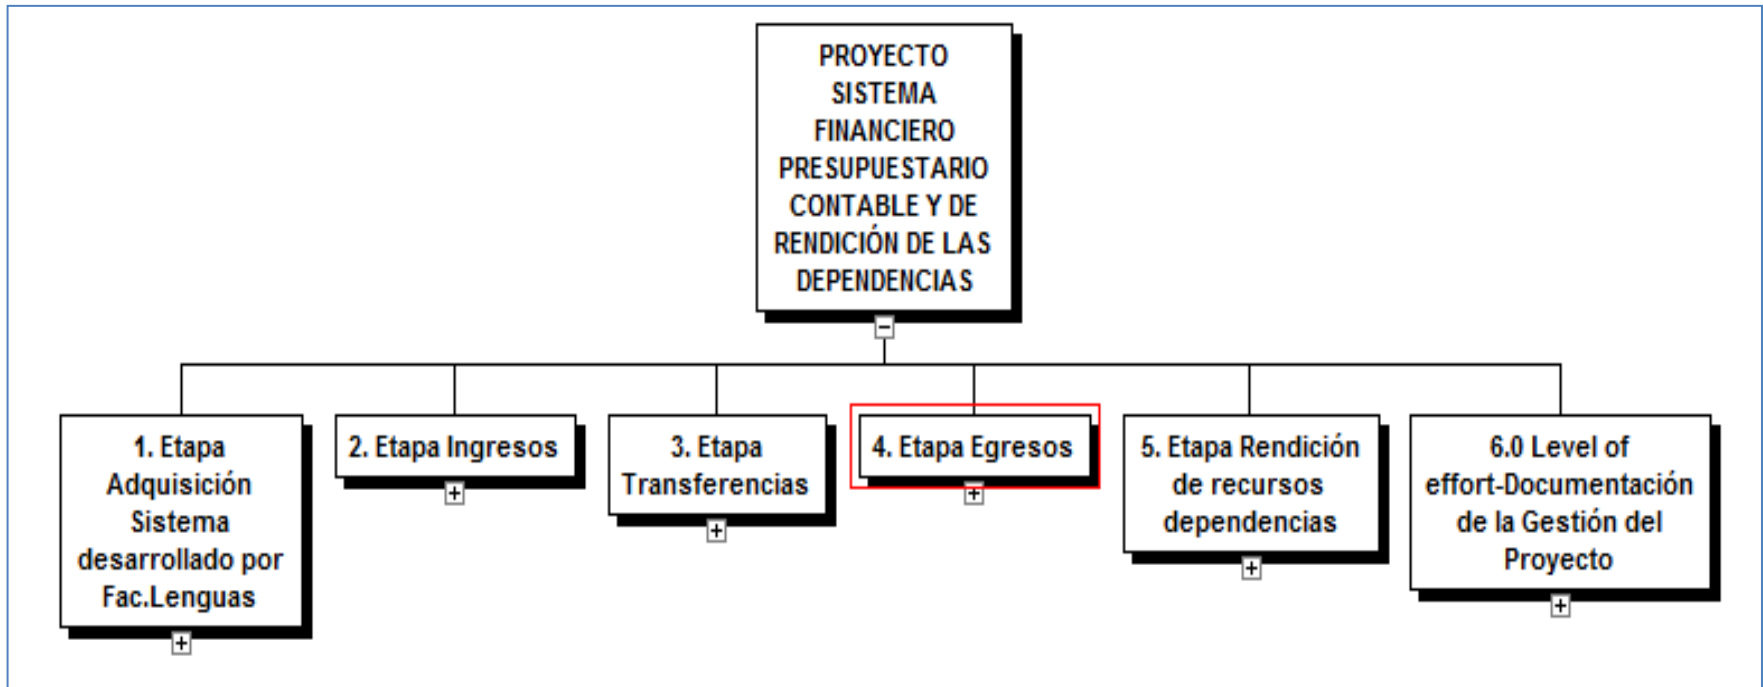 PROYECTO
SISTEMA
FINANCIERO
PRESUPUESTARIO
CONTABLE Y DE
RENDICIÓN DE LAS
DEPENDENCIAS
1. Etapa
Adquisición
Sistema
desarrollado por
Fac.Lenguas
2. Etapa Ingresos
3. Etapa
Transferencias
4. Etapa Egresos
5. Etapa Rendición
de recursos
dependencias
6.0 Level of
effort-Documentación
de la Gestión del
Proyecto